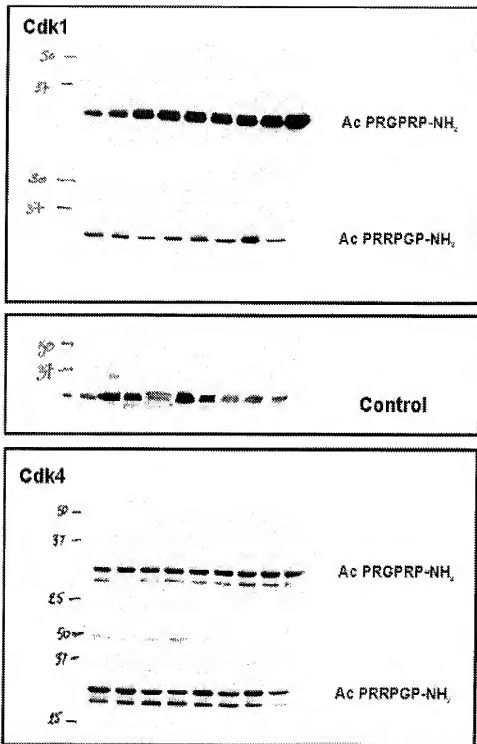 Cdk1
50
37
Ac PRGPRP-NH₂
50
37
Ac PRRPGP-NH₂
50
37
Control
Cdk4
50
37
Ac PRGPRP-NH₂
25
50
37
Ac PRRPGP-NH₂
25